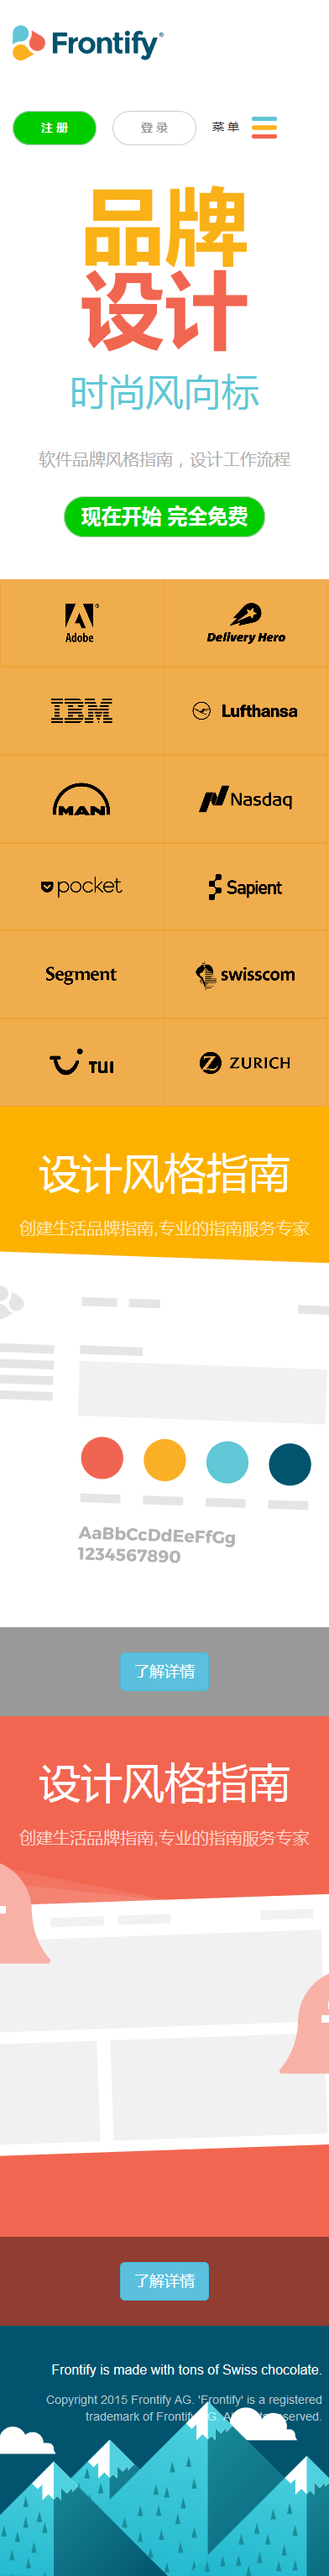 Frontify®
注 册
登 录
菜 单
品牌
设计
时尚风向标
软件品牌风格指南，设计工作流程
现在开始 完全免费
Adobe
Delivery Hero
IBM
Lufthansa
MAN
Nasdaq
pocket
Sapient
Segment
swisscom
TUI
ZURICH
设计风格指南
创建生活品牌指南,专业的指南服务专家
AaBbCcDdEeFfGg
1234567890
了解详情
设计风格指南
创建生活品牌指南,专业的指南服务专家
了解详情
Frontify is made with tons of Swiss chocolate.
Copyright 2015 Frontify AG. 'Frontify' is a registered
trademark of